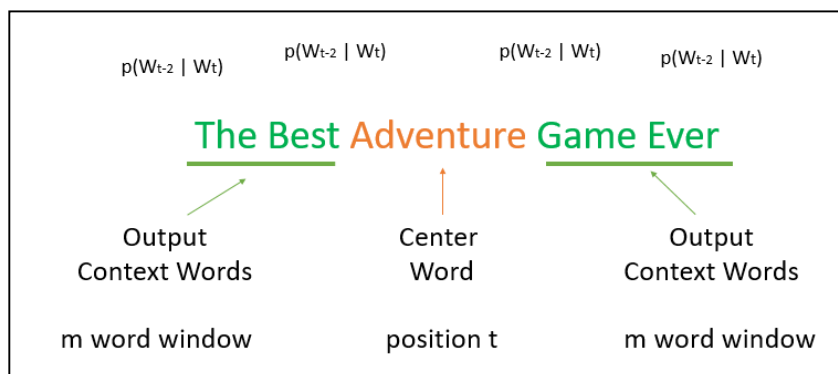 p(Wt-2 | Wt) p(Wt-2 | Wt) p(Wt-2 | Wt) p(Wt-2 | Wt)
The Best Adventure Game Ever
Output Center Output
Context Words Word Context Words
m word window position t m word window